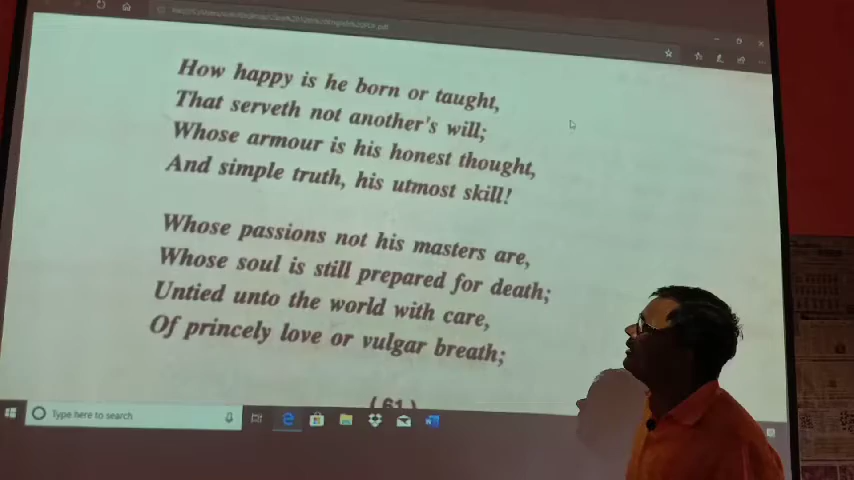 How happy is he born or taught,
That serveth not another's will;
Whose armour is his honest thought,
And simple truth, his utmost skill!
Whose passions not his masters are,
Whose soul is still prepared for death;
Untied unto the world with care,
Of princely love or vulgar breath;
( 61 )
Type here to search